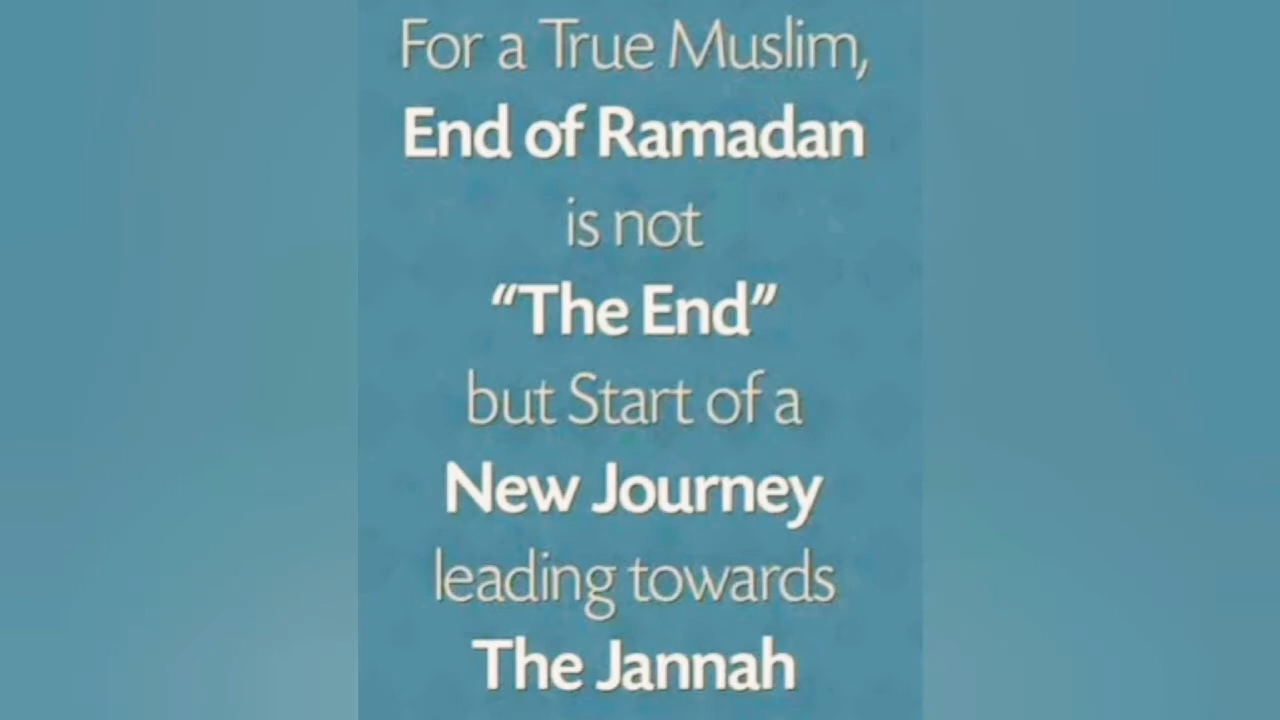 For a True Muslim,
End of Ramadan
is not
“The End”
but Start of a
New Journey
leading towards
The Jannah